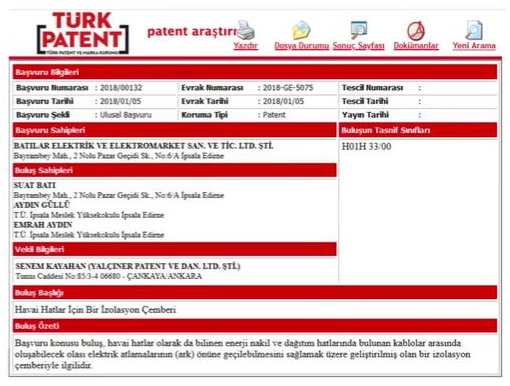 TÜRK
PATENT
TÜRK PATENT VE MARKA KURUMU
patent araştırm
Yazdır
Dosya Durumu
Sonuç Sayfası
Dokümanlar
Yeni Arama
Başvuru Bilgileri
Başvuru Numarası : 2018/00132 Evrak Numarası : 2018-GE-5075 Tescil Numarası :
Başvuru Tarihi : 2018/01/05 Evrak Tarihi : 2018/01/05 Tescil Tarihi :
Başvuru Şekli : Ulusal Başvuru Koruma Tipi : Patent Yayın Tarihi :
Başvuru Sahipleri
BATILAR ELEKTRİK VE ELEKTROMARKET SAN. VE TİC. LTD. ŞTİ.
Bayrambey Mah., 2 Nolu Pazar Geçidi Sk., No:6/A İpsala Edirne
Buluş Sahipleri
SUAT BATI
Bayrambey Mah., 2 Nolu Pazar Geçidi Sk., No:6/A İpsala Edirne
AYDIN GÜLLÜ
T.Ü. İpsala Meslek Yüksekokulu İpsala Edirne
EMRAH AYDIN
T.Ü. İpsala Meslek Yüksekokulu İpsala Edirne
Vekil Bilgileri
SENEM KAYAHAN (YALÇINER PATENT VE DAN. LTD. ŞTİ.)
Tunus Caddesi No:85/3-4 06680 - ÇANKAYA/ANKARA
Buluşun Tasnif Sınıfları
H01H 33/00
Buluş Başlığı
Havai Hatlar İçin Bir İzolasyon Çemberi
Buluş Özeti
Başvuru konusu buluş, havai hatlar olarak da bilinen enerji nakil ve dağıtım hatlarında bulunan kablolar arasında
oluşabilecek olası elektrik atlamalarının (ark) önüne geçilebilmesini sağlamak üzere geliştirilmiş olan bir izolasyon
çemberiyle ilgilidir.